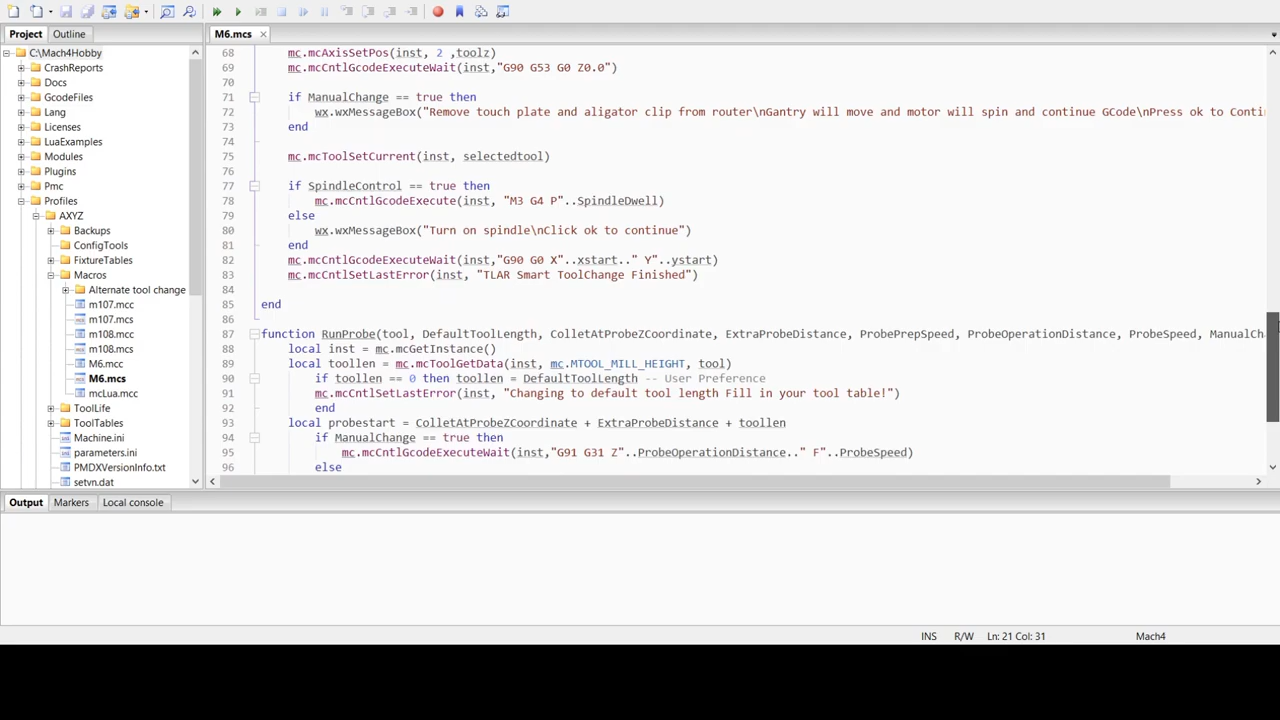 Project
Outline
M6.mcs
C:\Mach4Hobby
CrashReports
Docs
GcodeFiles
Lang
Licenses
LuaExamples
Modules
Plugins
Pmc
Profiles
AXYZ
Backups
ConfigTools
FixtureTables
Macros
Alternate tool change
m107.mcc
m107.mcs
m108.mcc
m108.mcs
M6.mcc
M6.mcs
mcLua.mcc
ToolLife
ToolTables
Machine.ini
parameters.ini
PMDXVersionInfo.txt
setvn.dat
68 mc.mcAxisSetPos(inst, 2 ,toolz)
69 mc.mcCntlGcodeExecuteWait(inst,"G90 G53 G0 Z0.0")
70
71 if ManualChange == true then
72 wx.wxMessageBox("Remove touch plate and aligator clip from router\nGantry will move and motor will spin and continue GCode\nPress ok to Contin
73 end
74
75 mc.mcToolSetCurrent(inst, selectedtool)
76
77 if SpindleControl == true then
78 mc.mcCntlGcodeExecute(inst, "M3 G4 P"..SpindleDwell)
79 else
80 wx.wxMessageBox("Turn on spindle\nClick ok to continue")
81 end
82 mc.mcCntlGcodeExecuteWait(inst,"G90 G0 X"..xstart.." Y"..ystart)
83 mc.mcCntlSetLastError(inst, "TLAR Smart ToolChange Finished")
84
85 end
86
87 function RunProbe(tool, DefaultToolLength, ColletAtProbeZCoordinate, ExtraProbeDistance, ProbePrepSpeed, ProbeOperationDistance, ProbeSpeed, ManualCha
88 local inst = mc.mcGetInstance()
89 local toollen = mc.mcToolGetData(inst, mc.MTOOL_MILL_HEIGHT, tool)
90 if toollen == 0 then toollen = DefaultToolLength -- User Preference
91 mc.mcCntlSetLastError(inst, "Changing to default tool length Fill in your tool table!")
92 end
93 local probestart = ColletAtProbeZCoordinate + ExtraProbeDistance + toollen
94 if ManualChange == true then
95 mc.mcCntlGcodeExecuteWait(inst,"G91 G31 Z"..ProbeOperationDistance.." F"..ProbeSpeed)
96 else
Output
Markers
Local console
INS
R/W
Ln: 21 Col: 31
Mach4